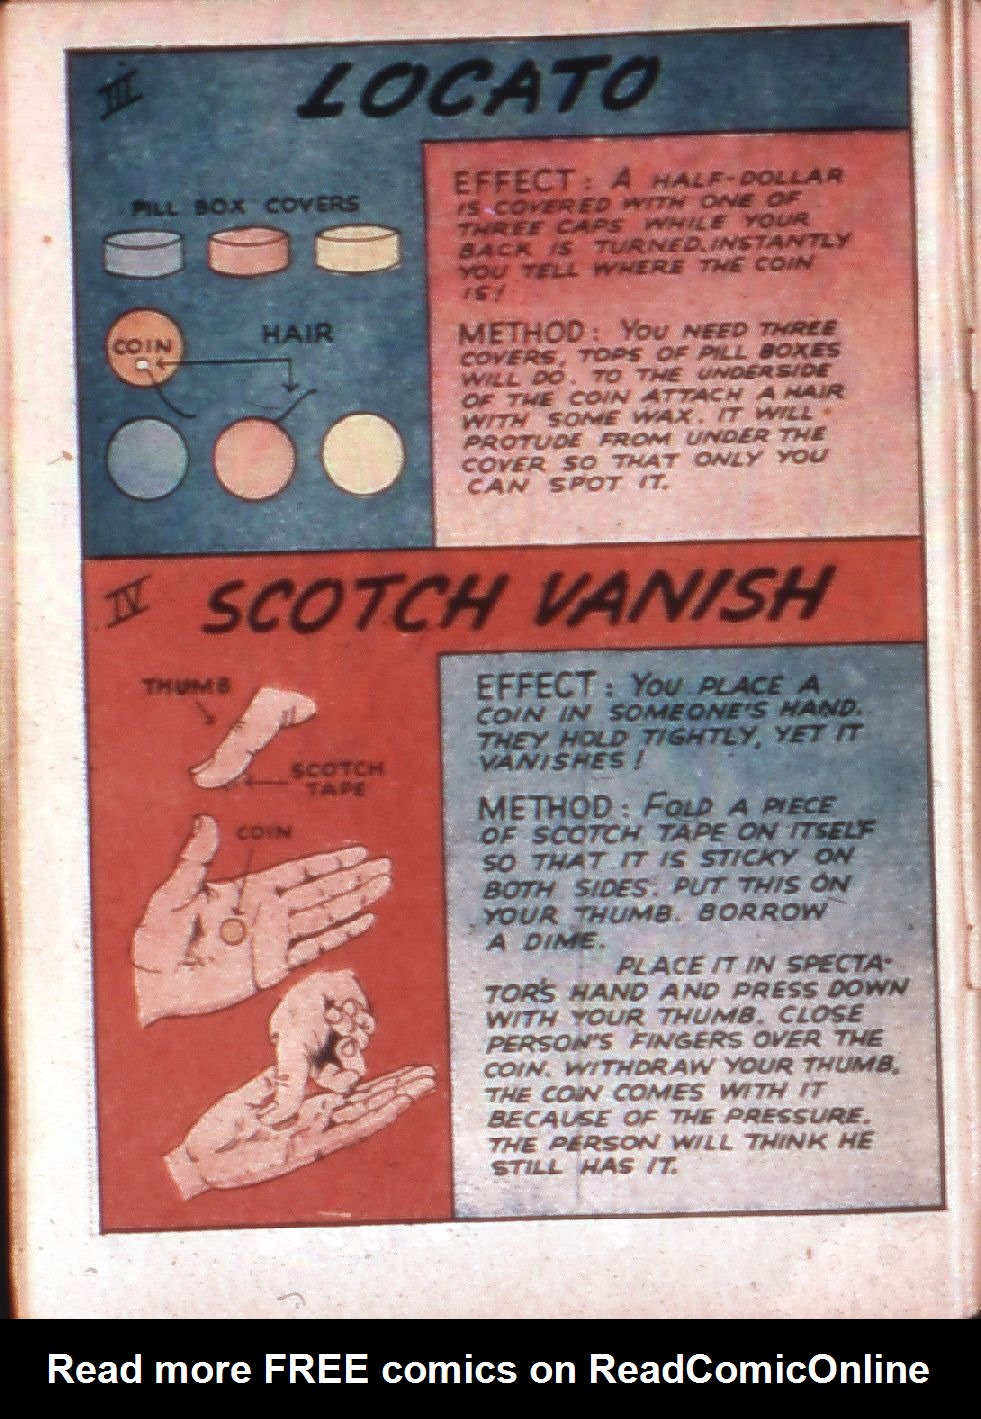 III
LOCATO
PILL BOX COVERS
COIN
HAIR
EFFECT: A HALF-DOLLAR
IS COVERED WITH ONE OF
THREE CAPS WHILE YOUR
BACK IS TURNED. INSTANTLY
YOU TELL WHERE THE COIN
IS!
METHOD: YOU NEED THREE
COVERS, TOPS OF PILL BOXES
WILL DO. TO THE UNDERSIDE
OF THE COIN ATTACH A HAIR
WITH SOME WAX. IT WILL
PROTUDE FROM UNDER THE
COVER SO THAT ONLY YOU
CAN SPOT IT.
IV
SCOTCH VANISH
THUMB
SCOTCH
TAPE
COIN
EFFECT: YOU PLACE A
COIN IN SOMEONE'S HAND.
THEY HOLD TIGHTLY, YET IT
VANISHES!
METHOD: FOLD A PIECE
OF SCOTCH TAPE ON ITSELF
SO THAT IT IS STICKY ON
BOTH SIDES. PUT THIS ON
YOUR THUMB. BORROW
A DIME.
PLACE IT IN SPECTA-
TOR'S HAND AND PRESS DOWN
WITH YOUR THUMB. CLOSE
PERSON'S FINGERS OVER THE
COIN. WITHDRAW YOUR THUMB.
THE COIN COMES WITH IT
BECAUSE OF THE PRESSURE.
THE PERSON WILL THINK HE
STILL HAS IT.
Read more FREE comics on ReadComicOnline